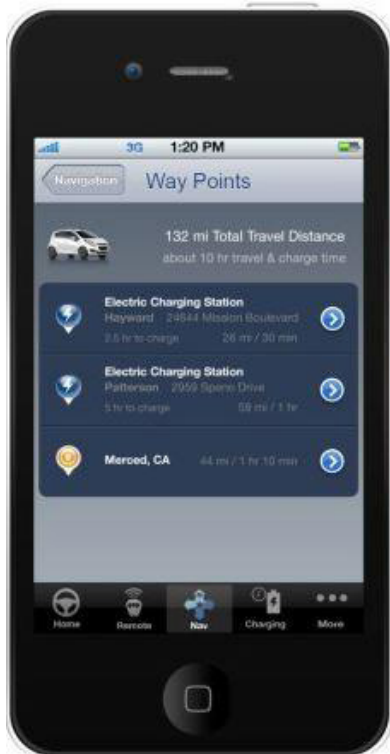 3G 1:20 PM
Navigation Way Points
132 mi Total Travel Distance
about 10 hr travel & charge time
Electric Charging Station
Hayward 24644 Mission Boulevard
2.5 hr to charge 26 mi / 30 min
Electric Charging Station
Patterson 2959 Speno Drive
5 hr to charge 59 mi / 1 hr
Merced, CA 44 mi / 1 hr 10 min
Home Remote Nav Charging More